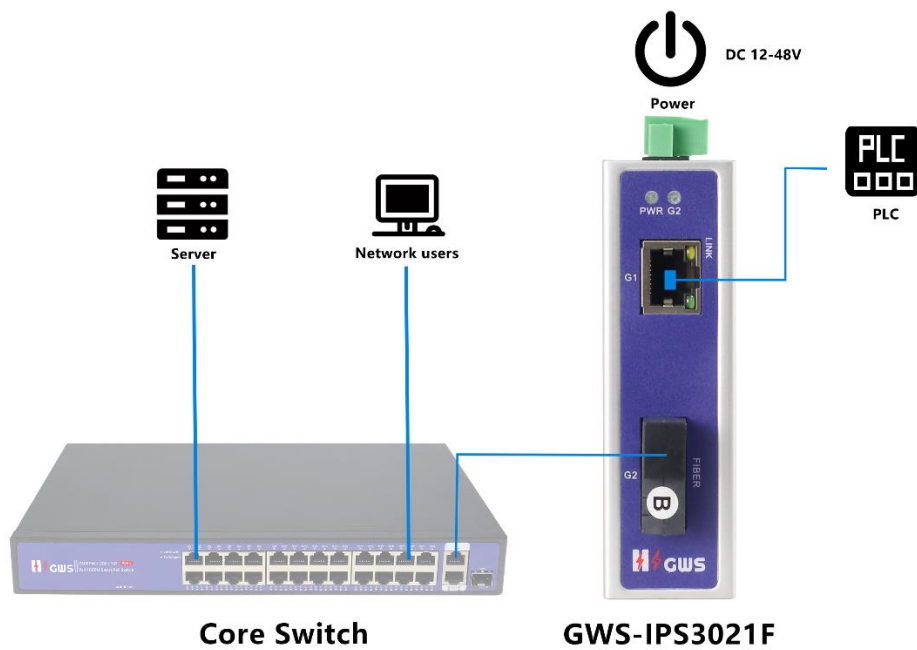 DC 12-48V
Power
PLC
PLC
Server
Network users
PWR G2
LINK
G1
G2
FIBER
B
GWS
GWS
Core Switch
GWS-IPS3021F